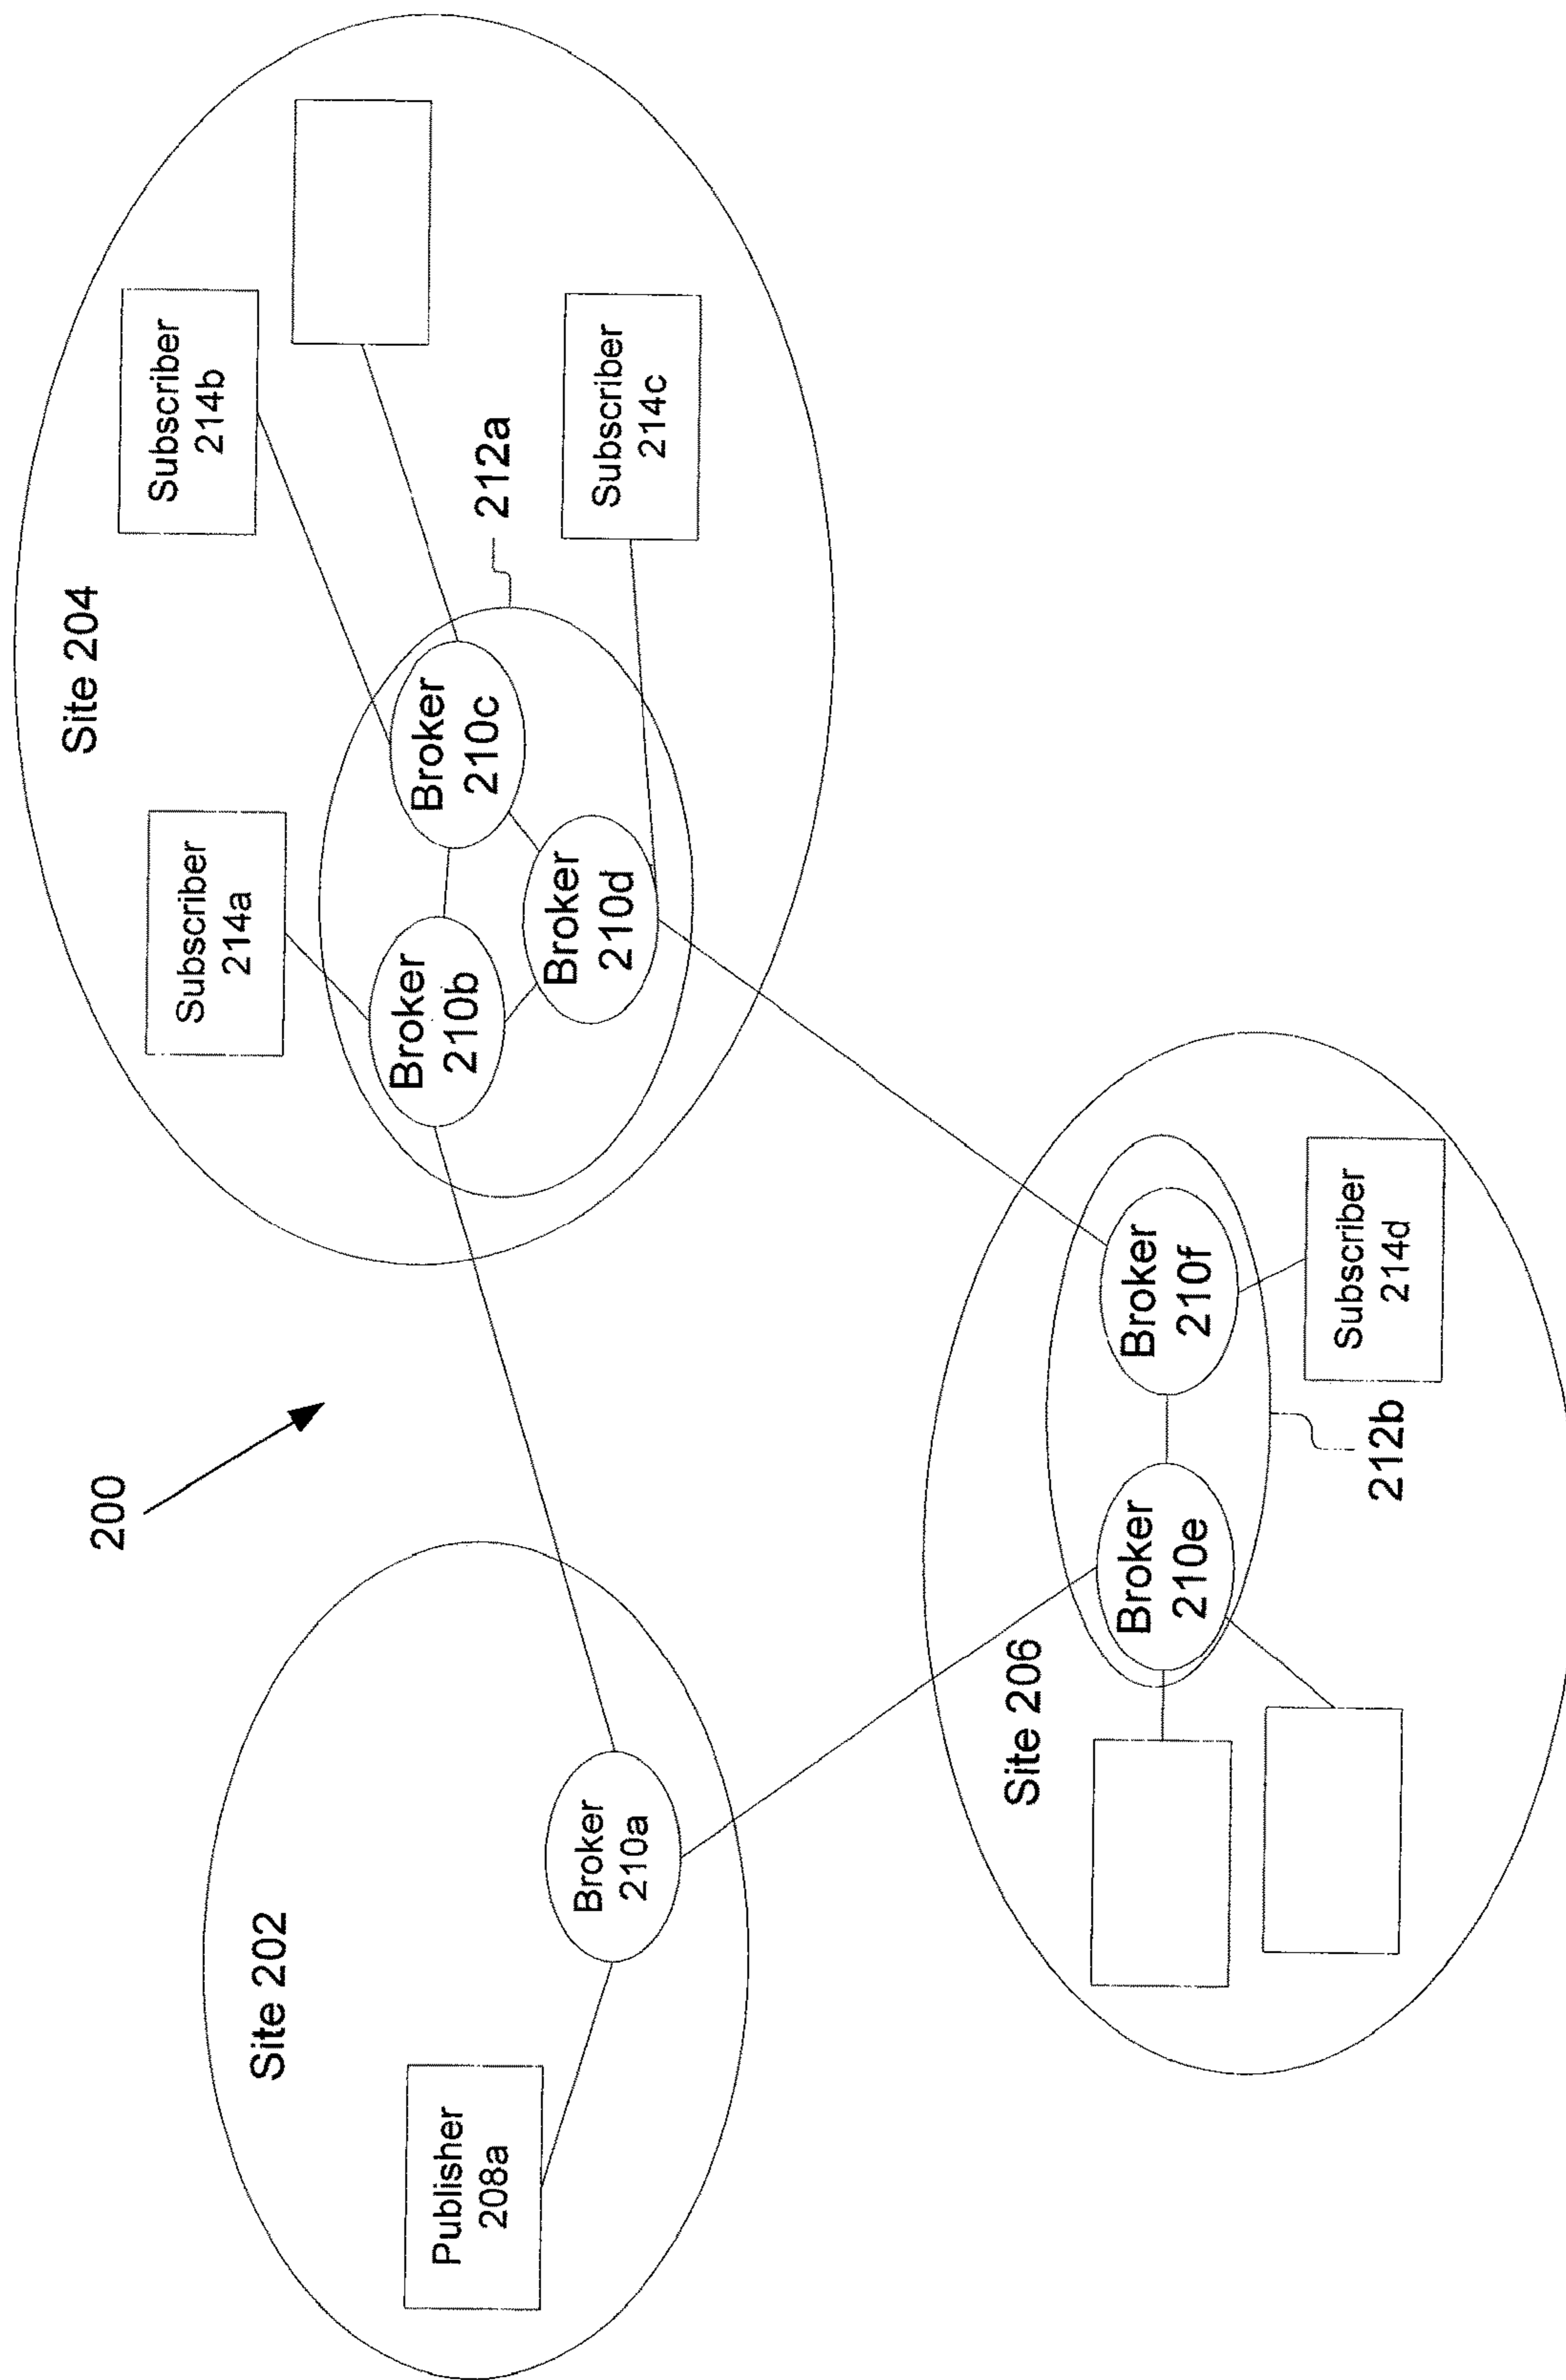 200
Site 202
Publisher
208a
Broker
210a
Site 204
Subscriber
214a
Subscriber
214b
Broker
210b
Broker
210c
Broker
210d
212a
Subscriber
214c
Site 206
Broker
210e
Broker
210f
212b
Subscriber
214d